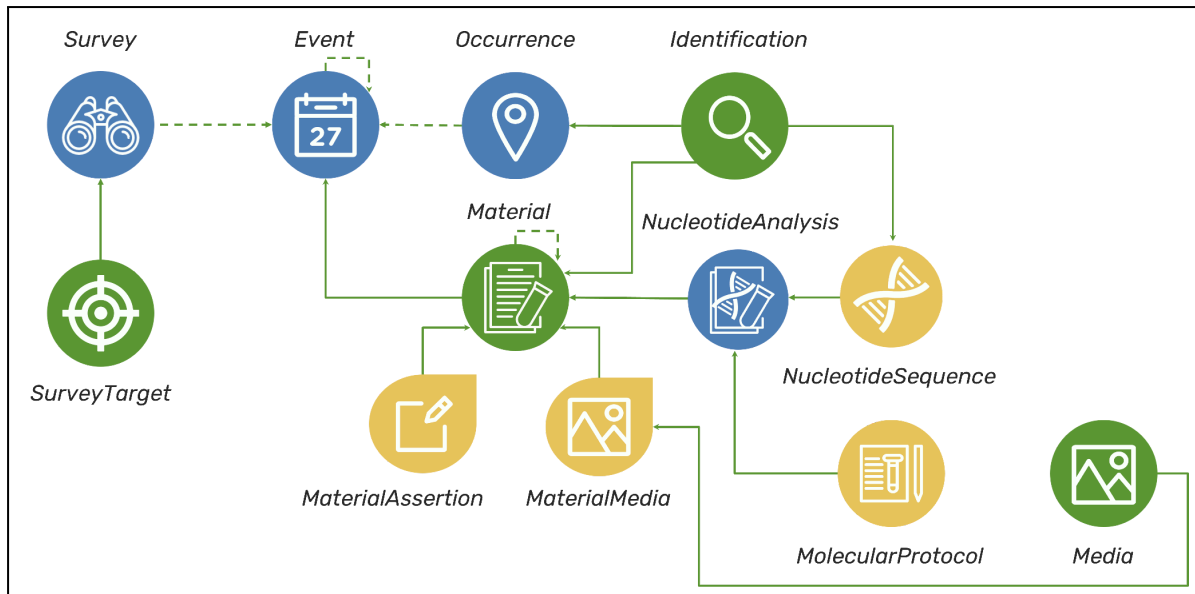 Survey
Event
Occurrence
Identification
27
Material
NucleotideAnalysis
SurveyTarget
NucleotideSequence
MaterialAssertion
MaterialMedia
MolecularProtocol
Media